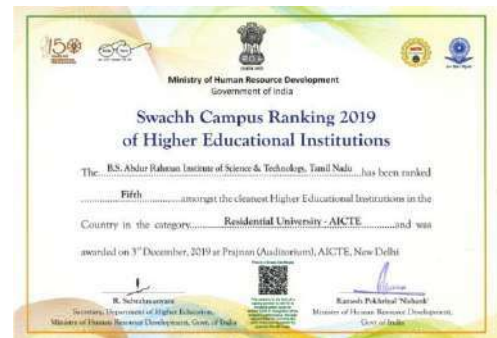 150
Ministry of Human Resource Development
Government of India
Swachh Campus Ranking 2019
of Higher Educational Institutions
The B.S. Abdur Rahman Institute of Science & Technology, Tamil Nadu has been ranked
Fifth amongst the cleanest Higher Educational Institutions in the
Country in the category Residential University - AICTE and was
awarded on 3rd December, 2019 at Prajnan (Auditorium), AICTE, New Delhi
R. Subrahmanyam
Secretary, Department of Higher Education,
Ministry of Human Resource Development, Govt. of India
Ramesh Pokhriyal 'Nishank'
Minister of Human Resource Development,
Govt of India